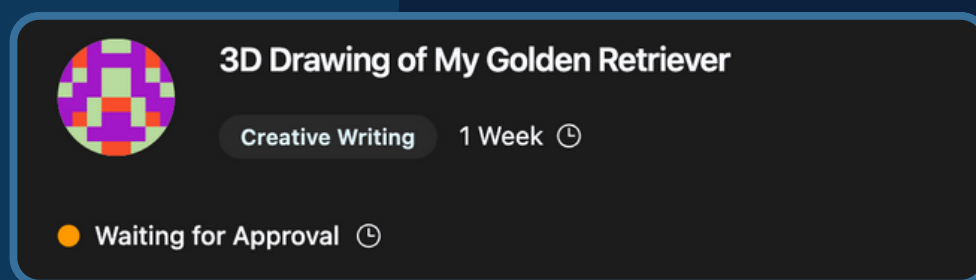 3D Drawing of My Golden Retriever
Creative Writing 1 Week
Waiting for Approval